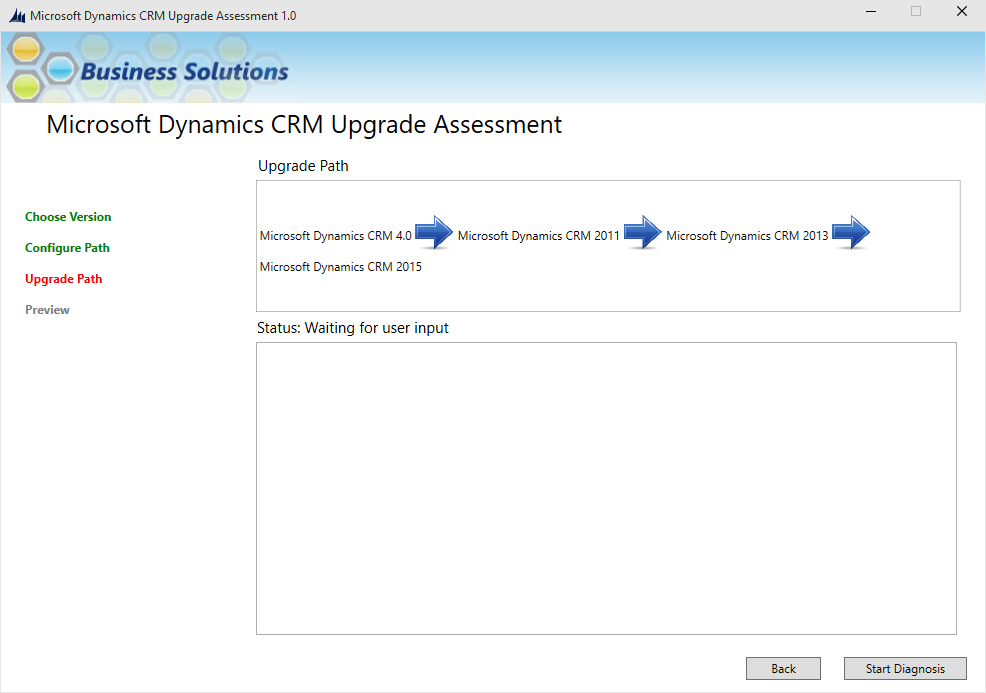 Microsoft Dynamics CRM Upgrade Assessment 1.0
Business Solutions
Microsoft Dynamics CRM Upgrade Assessment
Choose Version
Configure Path
Upgrade Path
Preview
Upgrade Path
Microsoft Dynamics CRM 4.0 Microsoft Dynamics CRM 2011 Microsoft Dynamics CRM 2013
Microsoft Dynamics CRM 2015
Status: Waiting for user input
Back Start Diagnosis